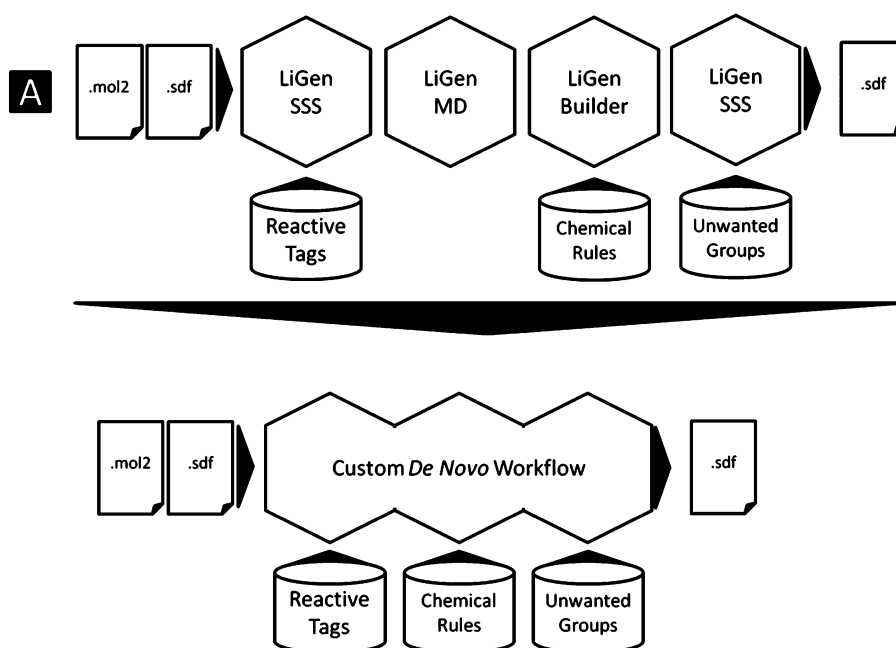 A
.mol2
.sdf
LiGen
SSS
LiGen
MD
LiGen
Builder
LiGen
SSS
.sdf
Reactive
Tags
Chemical
Rules
Unwanted
Groups
.mol2
.sdf
Custom De Novo Workflow
.sdf
Reactive
Tags
Chemical
Rules
Unwanted
Groups